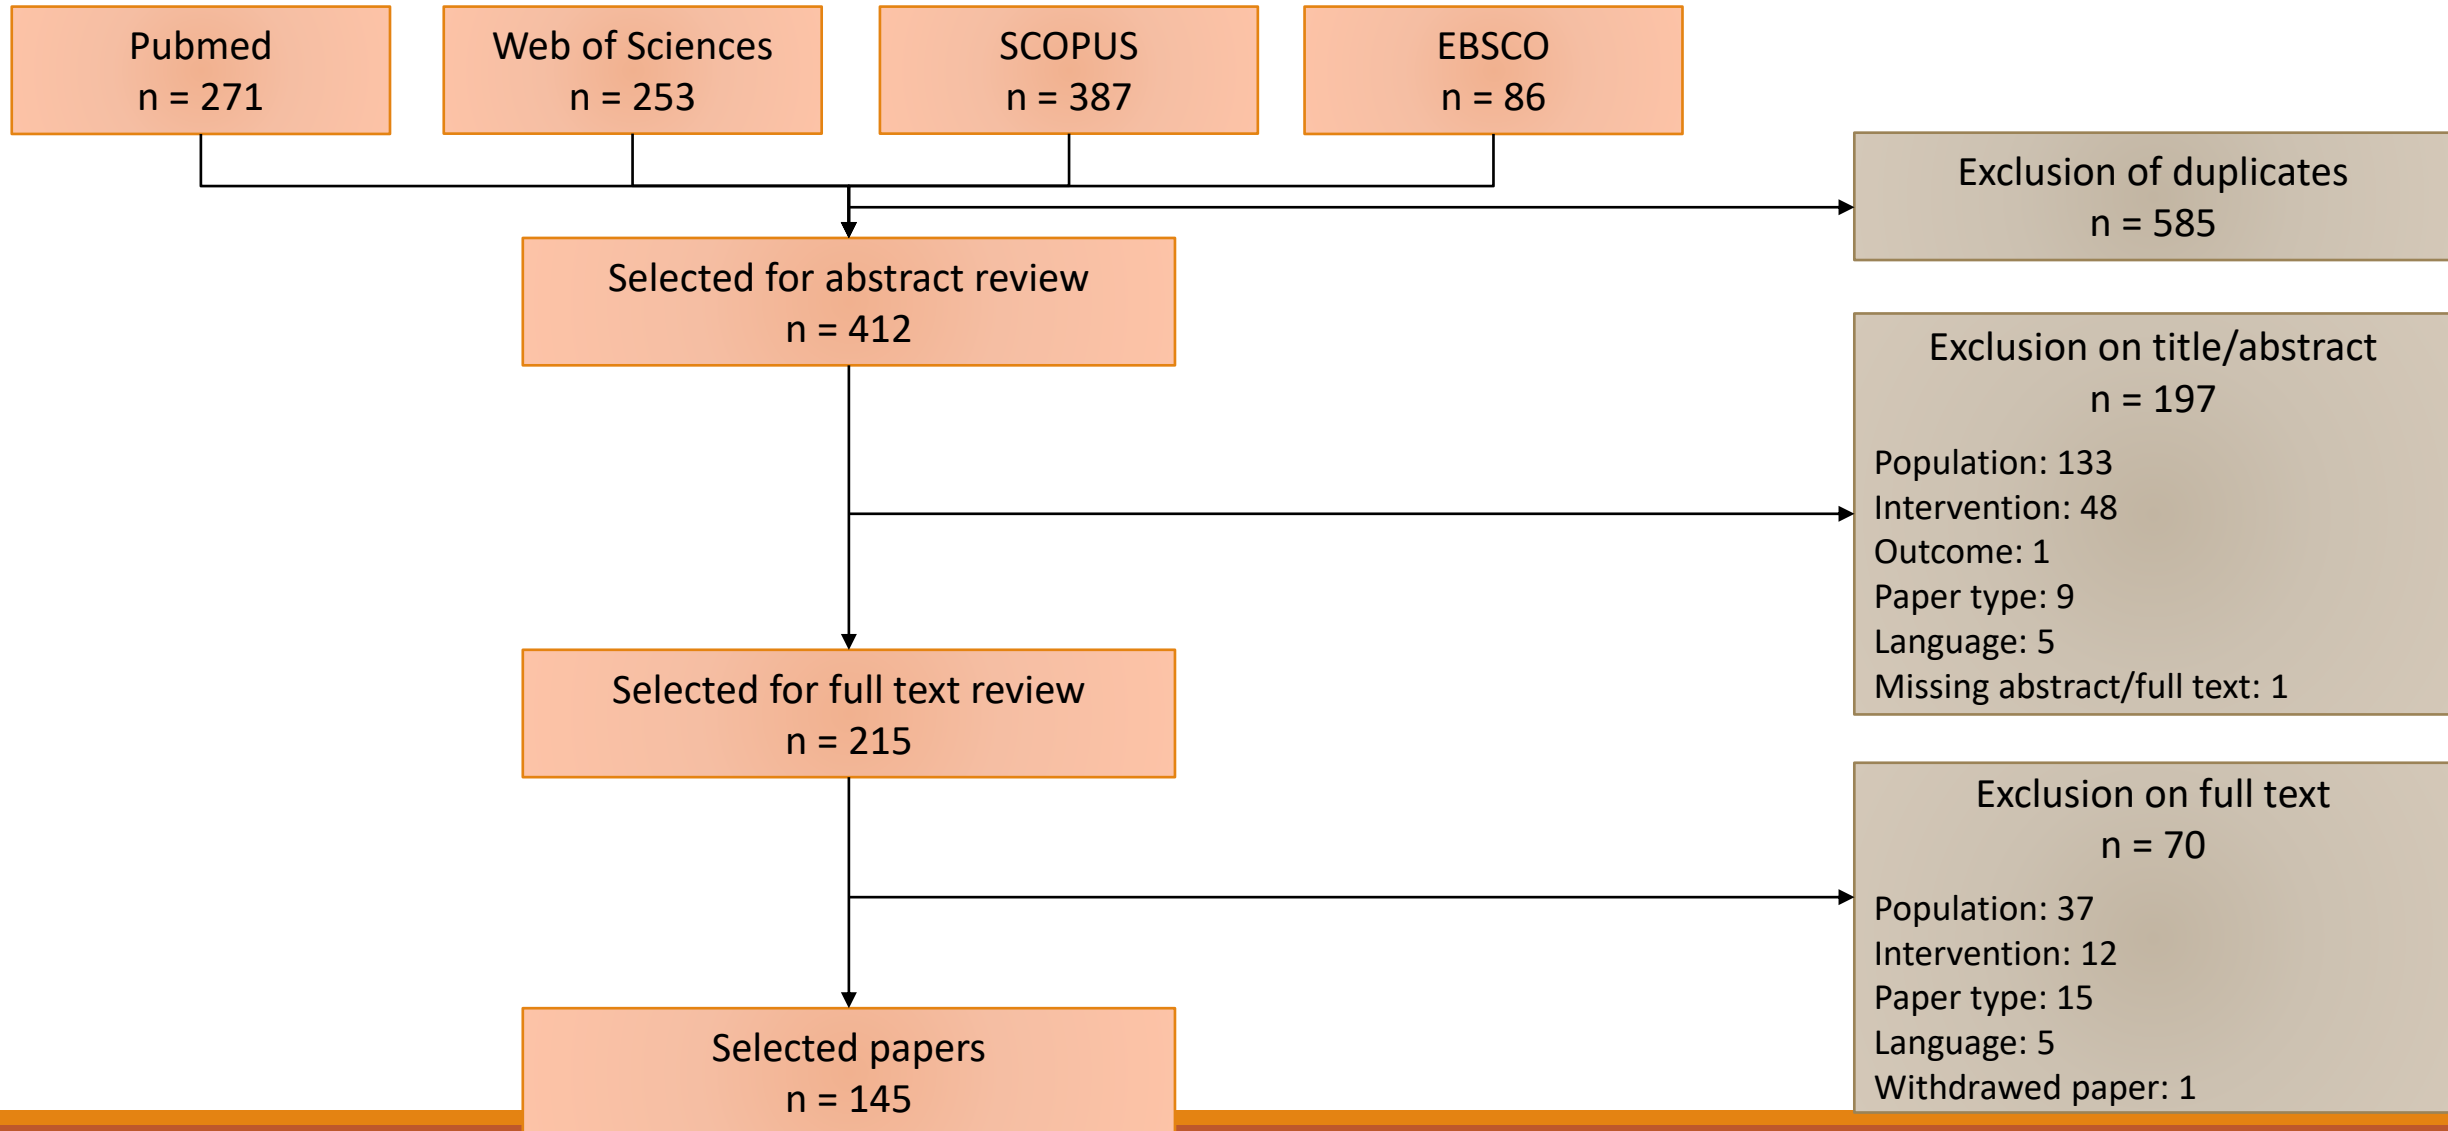 Pubmed
n = 271
Web of Sciences
n = 253
SCOPUS
n = 387
EBSCO
n = 86
Exclusion of duplicates
n = 585
Selected for abstract review
n = 412
Exclusion on title/abstract
n = 197
Population: 133
Intervention: 48
Outcome: 1
Paper type: 9
Language: 5
Missing abstract/full text: 1
Selected for full text review
n = 215
Exclusion on full text
n = 70
Population: 37
Intervention: 12
Paper type: 15
Language: 5
Withdrawed paper: 1
Selected papers
n = 145